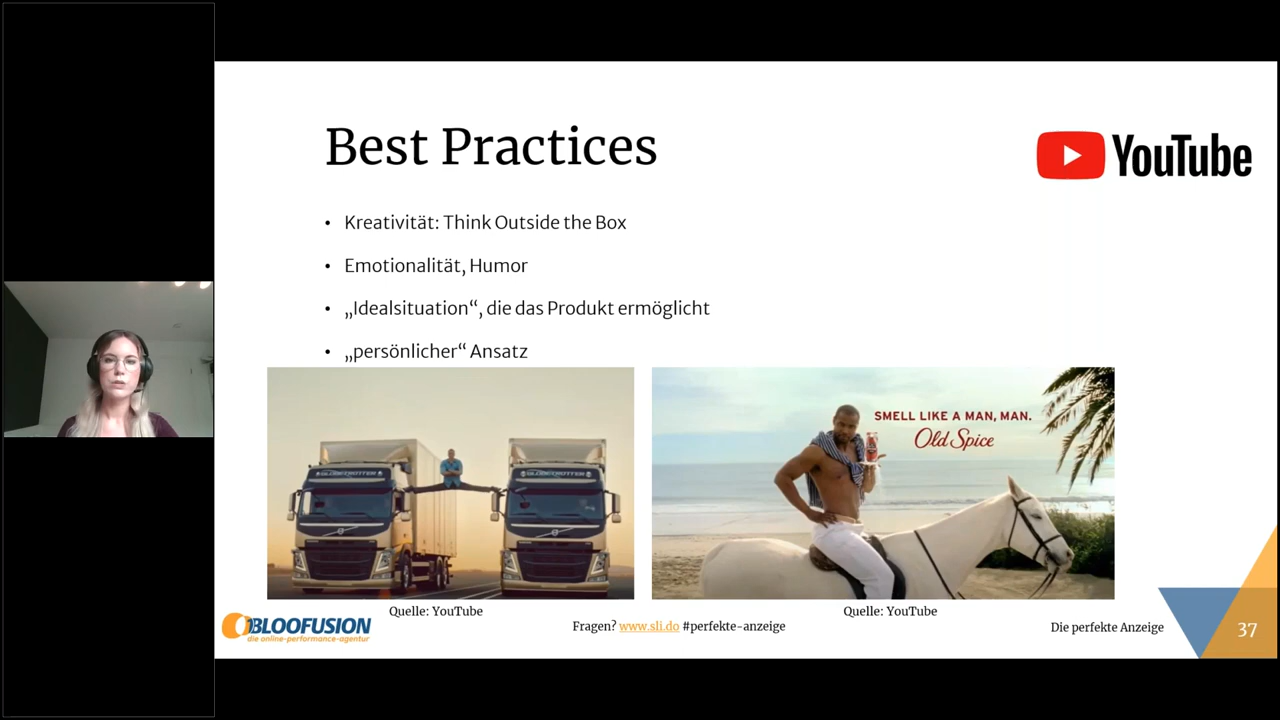 Best Practices
YouTube
• Kreativität: Think Outside the Box
• Emotionalität, Humor
• „Idealsituation“, die das Produkt ermöglicht
• „persönlicher“ Ansatz
GLOBETROTTER
GLOBETROTTER
SMELL LIKE A MAN, MAN.
Old Spice
Quelle: YouTube
Quelle: YouTube
BLOOFUSION
die online-performance-agentur
Fragen? www.sli.do #perfekte-anzeige
Die perfekte Anzeige
37